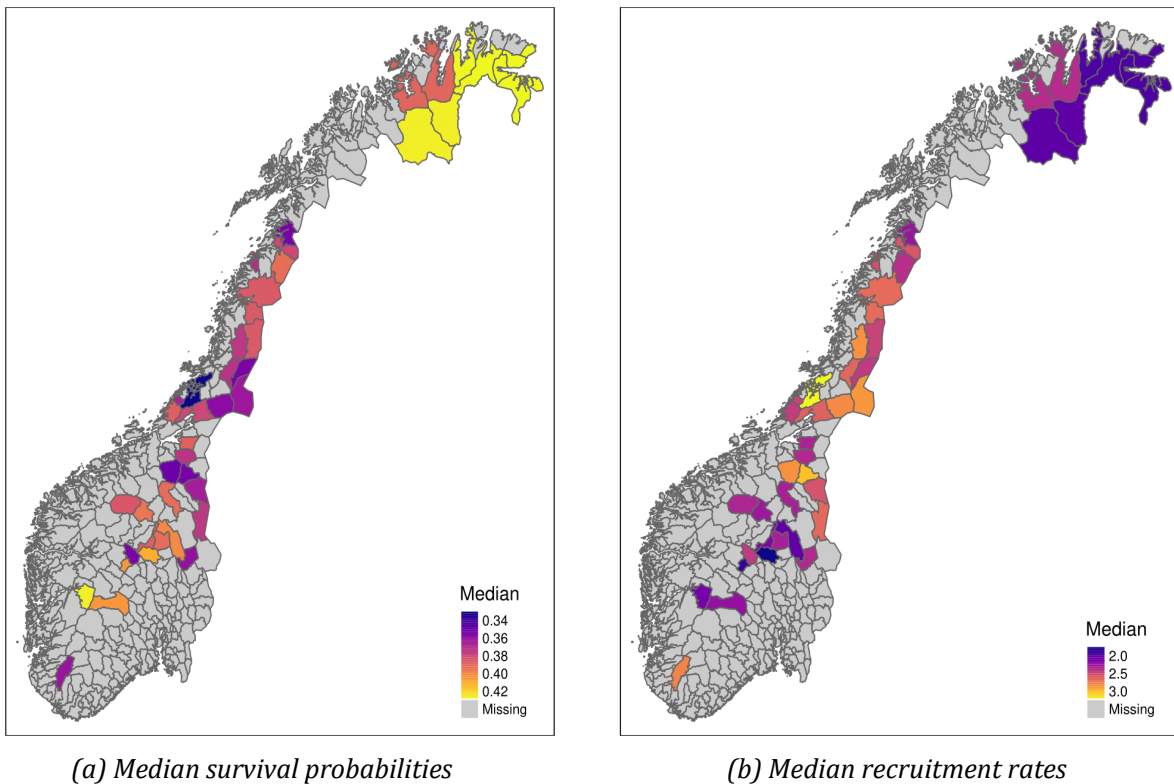 Median
0.34
0.36
0.38
0.40
0.42
Missing
Median
2.0
2.5
3.0
Missing
(a) Median survival probabilities
(b) Median recruitment rates